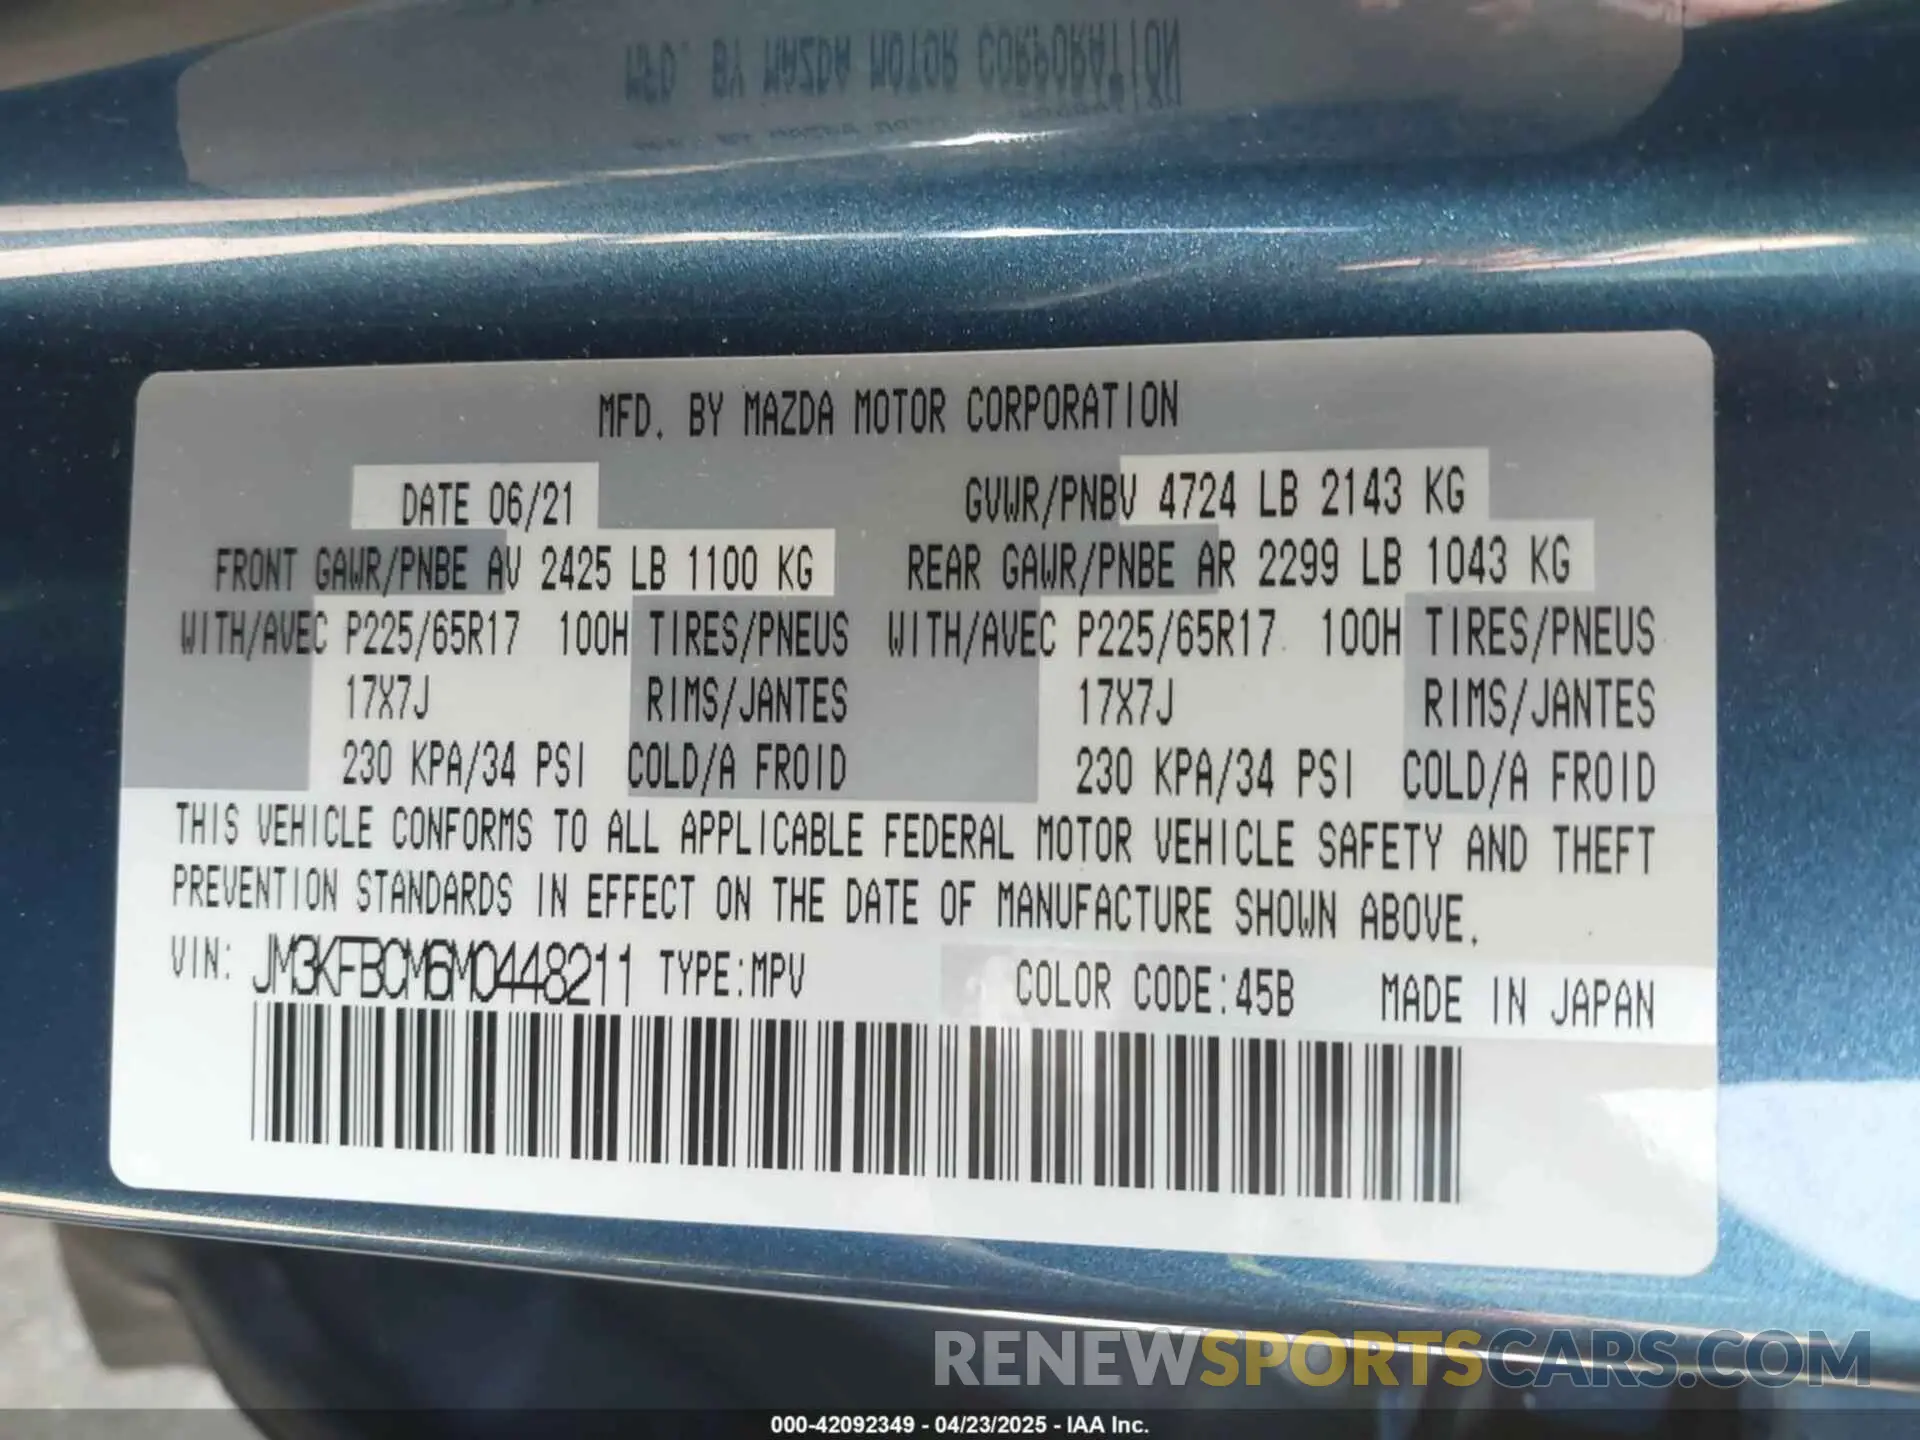 MFD. BY MAZDA MOTOR CORPORATION
DATE 06/21 GVWR/PNBV 4724 LB 2143 KG
FRONT GAWR/PNBE AV 2425 LB 1100 KG REAR GAWR/PNBE AR 2299 LB 1043 KG
WITH/AVEC P225/65R17 100H TIRES/PNEUS WITH/AVEC P225/65R17 100H TIRES/PNEUS
17X7J RIMS/JANTES 17X7J RIMS/JANTES
230 KPA/34 PSI COLD/A FROID 230 KPA/34 PSI COLD/A FROID
THIS VEHICLE CONFORMS TO ALL APPLICABLE FEDERAL MOTOR VEHICLE SAFETY AND THEFT
PREVENTION STANDARDS IN EFFECT ON THE DATE OF MANUFACTURE SHOWN ABOVE.
VIN: JM3KFBCM6M0448211 TYPE:MPV COLOR CODE:45B MADE IN JAPAN
RENEWSPORTSCARS.COM
000-42092349 - 04/23/2025 - IAA Inc.